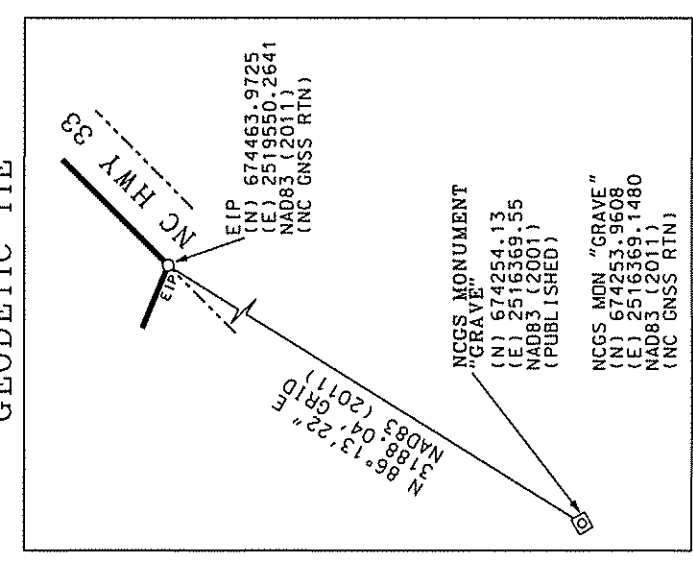 GEODETIC TIE
NC HWY 33
EIP
EIP
(N) 674463.9725
(E) 2519550.2641
NAD83 (2011)
(NC GNSS RTN)
N 86°13'22" E
3188.04' GRID
NAD83 (2011)
NCGS MONUMENT
"GRAVE"
(N) 674254.13
(E) 2516369.55
NAD83 (2001)
(PUBLISHED)
NCGS MON "GRAVE"
(N) 674253.9608
(E) 2516369.1480
NAD83 (2011)
(NC GNSS RTN)